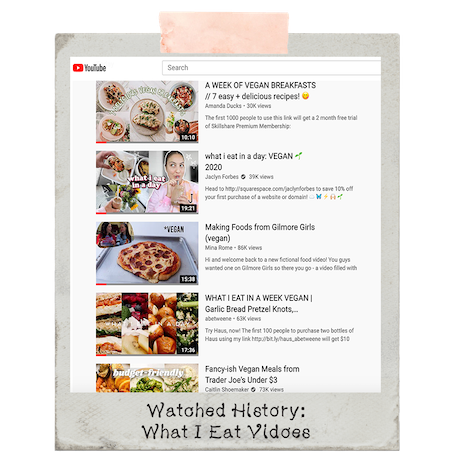 YouTube
Search
A WEEK OF VEGAN BREAKFASTS
// 7 easy + delicious recipes! 😋
Amanda Ducks • 30K views
The first 1000 people to use this link will get a 2 month free trial
of Skillshare Premium Membership:
10:10
what i eat in a day: VEGAN 🌱
2020
Jaclyn Forbes • 39K views
Head to http://squarespace.com/jaclynforbes to save 10% off
your first purchase of a website or domain! ... 🦋⚡🙌🌱
what i eat
in a day
19:21
Making Foods from Gilmore Girls
(vegan)
Mina Rome • 86K views
Hi and welcome back to a new fictional food video! You guys
wanted one on Gilmore Girls so there you go - a video filled with
*VEGAN
15:38
WHAT I EAT IN A WEEK VEGAN |
Garlic Bread Pretzel Knots,...
abetweene • 63K views
Try Haus, now! The first 100 people to purchase two bottles of
Haus using my link http://bit.ly/haus_abetweene will get $10
17:36
Fancy-ish Vegan Meals from
Trader Joe's Under $3
Caitlin Shoemaker • 73K views
budget-friendly
Watched History:
What I Eat Vidoes